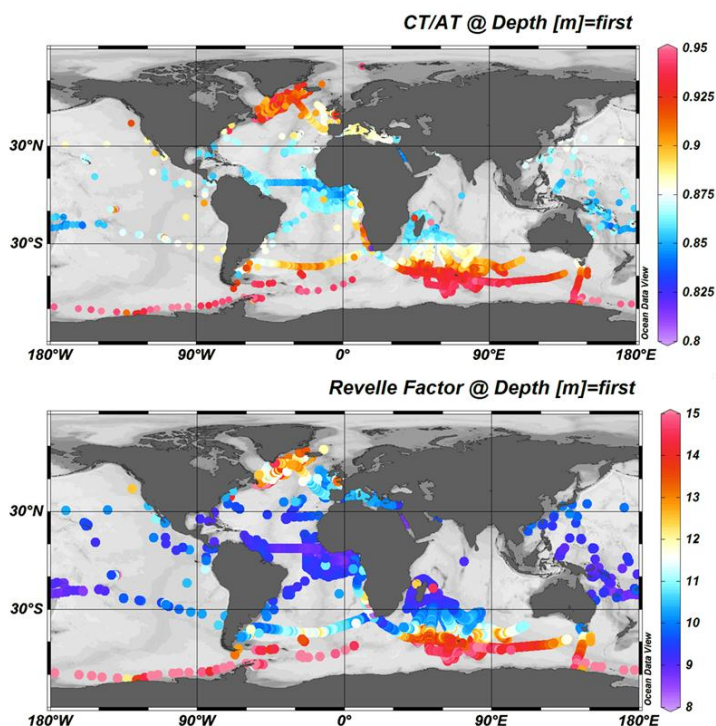 CT/AT @ Depth [m]=first
0.95
0.925
0.9
0.875
0.85
0.825
0.8
30°N
30°S
180°W
90°W
0°
90°E
180°E
Ocean Data View
Revelle Factor @ Depth [m]=first
15
14
13
12
11
10
9
8
30°N
30°S
180°W
90°W
0°
90°E
180°E
Ocean Data View